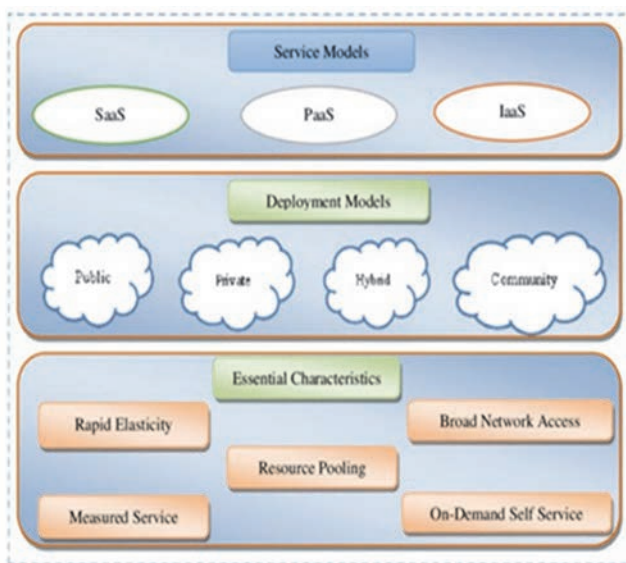 Service Models
SaaS
PaaS
IaaS
Deployment Models
Public
Private
Hybrid
Community
Essential Characteristics
Rapid Elasticity
Broad Network Access
Resource Pooling
Measured Service
On-Demand Self Service